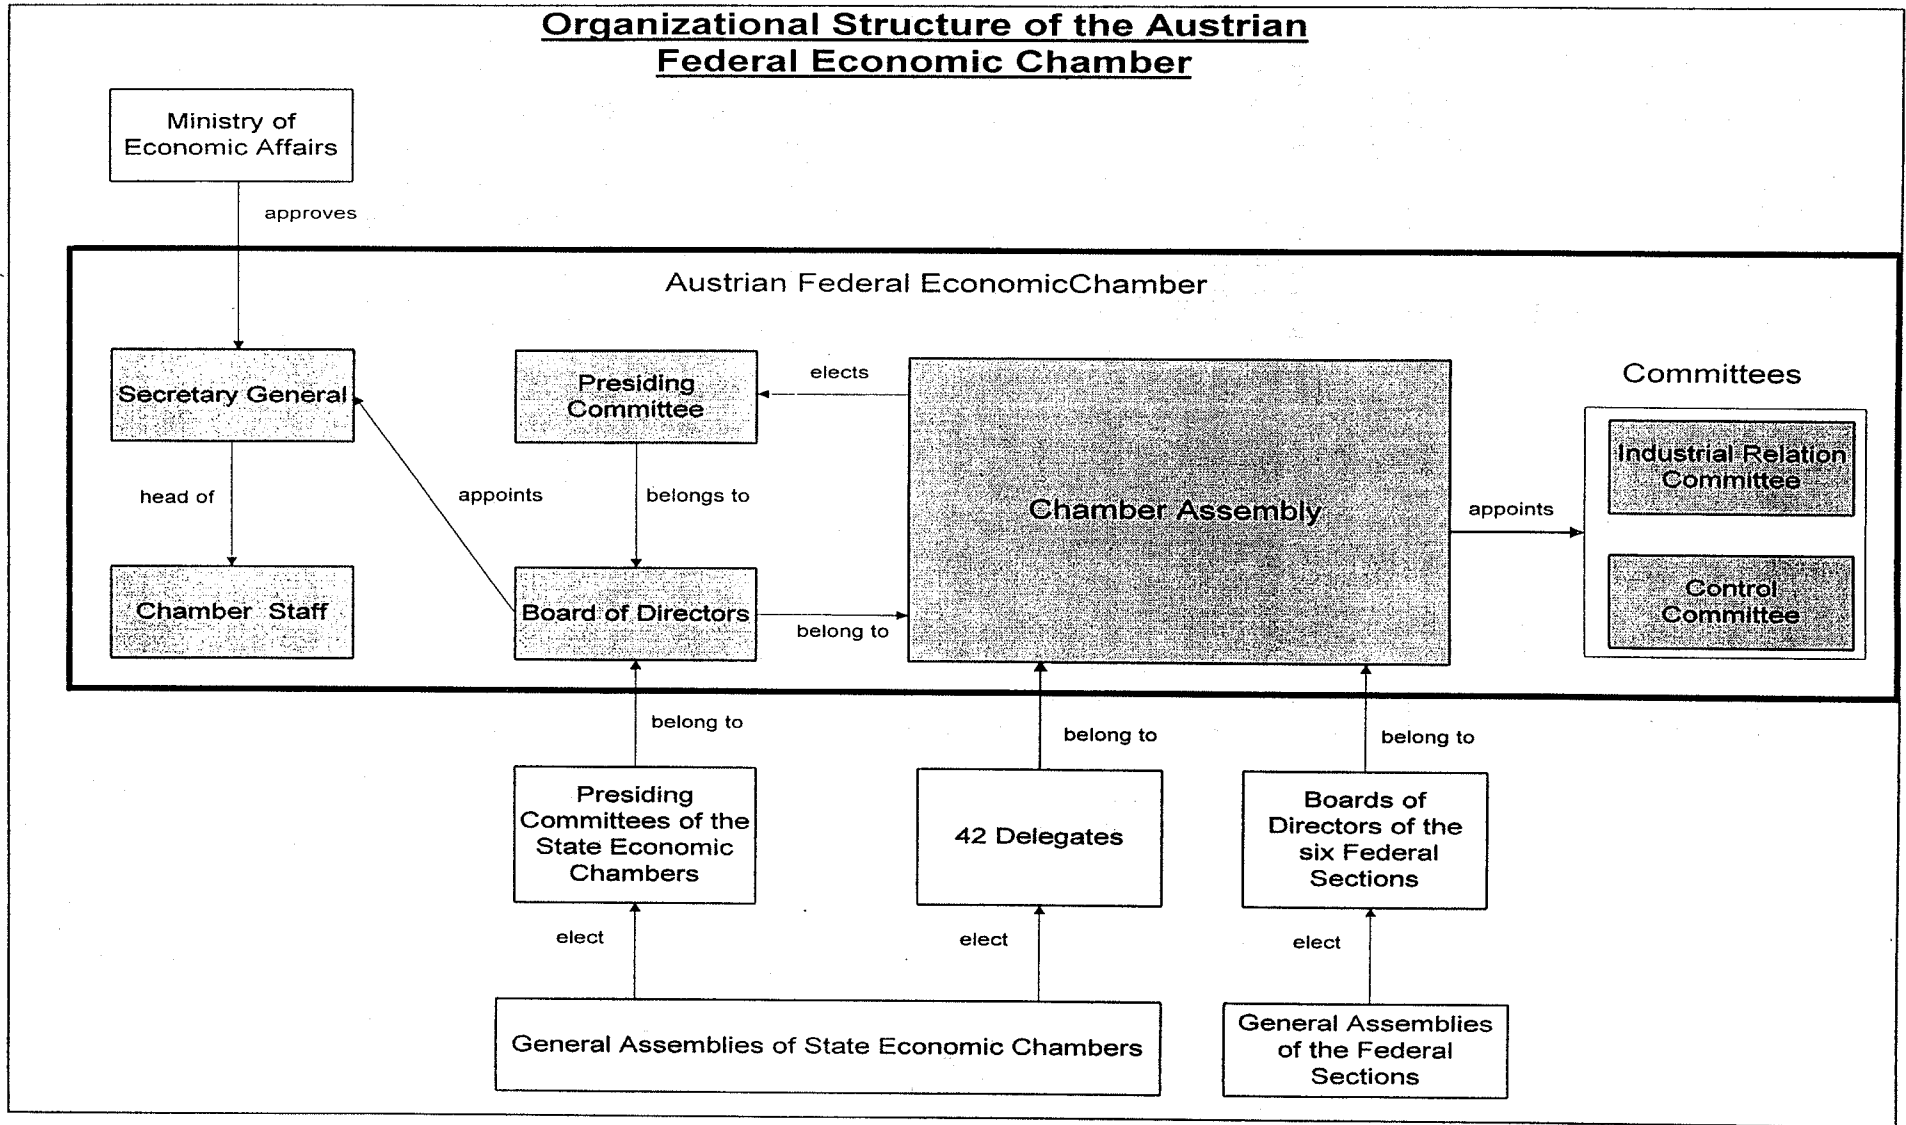 Organizational Structure of the Austrian
Federal Economic Chamber
Ministry of
Economic Affairs
approves
Austrian Federal EconomicChamber
Secretary General
Presiding
Committee
elects
Chamber Assembly
Committees
Industrial Relation
Committee
head of
appoints
belongs to
appoints
Chamber Staff
Board of Directors
belong to
Control
Committee
belong to
belong to
belong to
Presiding
Committees of the
State Economic
Chambers
42 Delegates
Boards of
Directors of the
six Federal
Sections
elect
elect
elect
General Assemblies of State Economic Chambers
General Assemblies
of the Federal
Sections